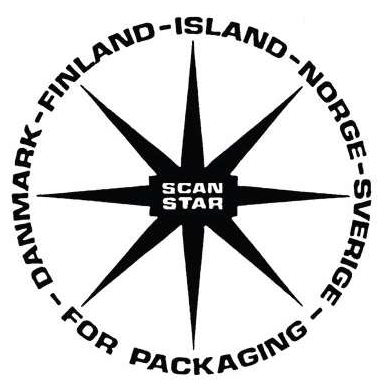 DANMARK-FINLAND-ISLAND-NORGE-SVERIGE-
FOR PACKAGING-
SCAN
STAR